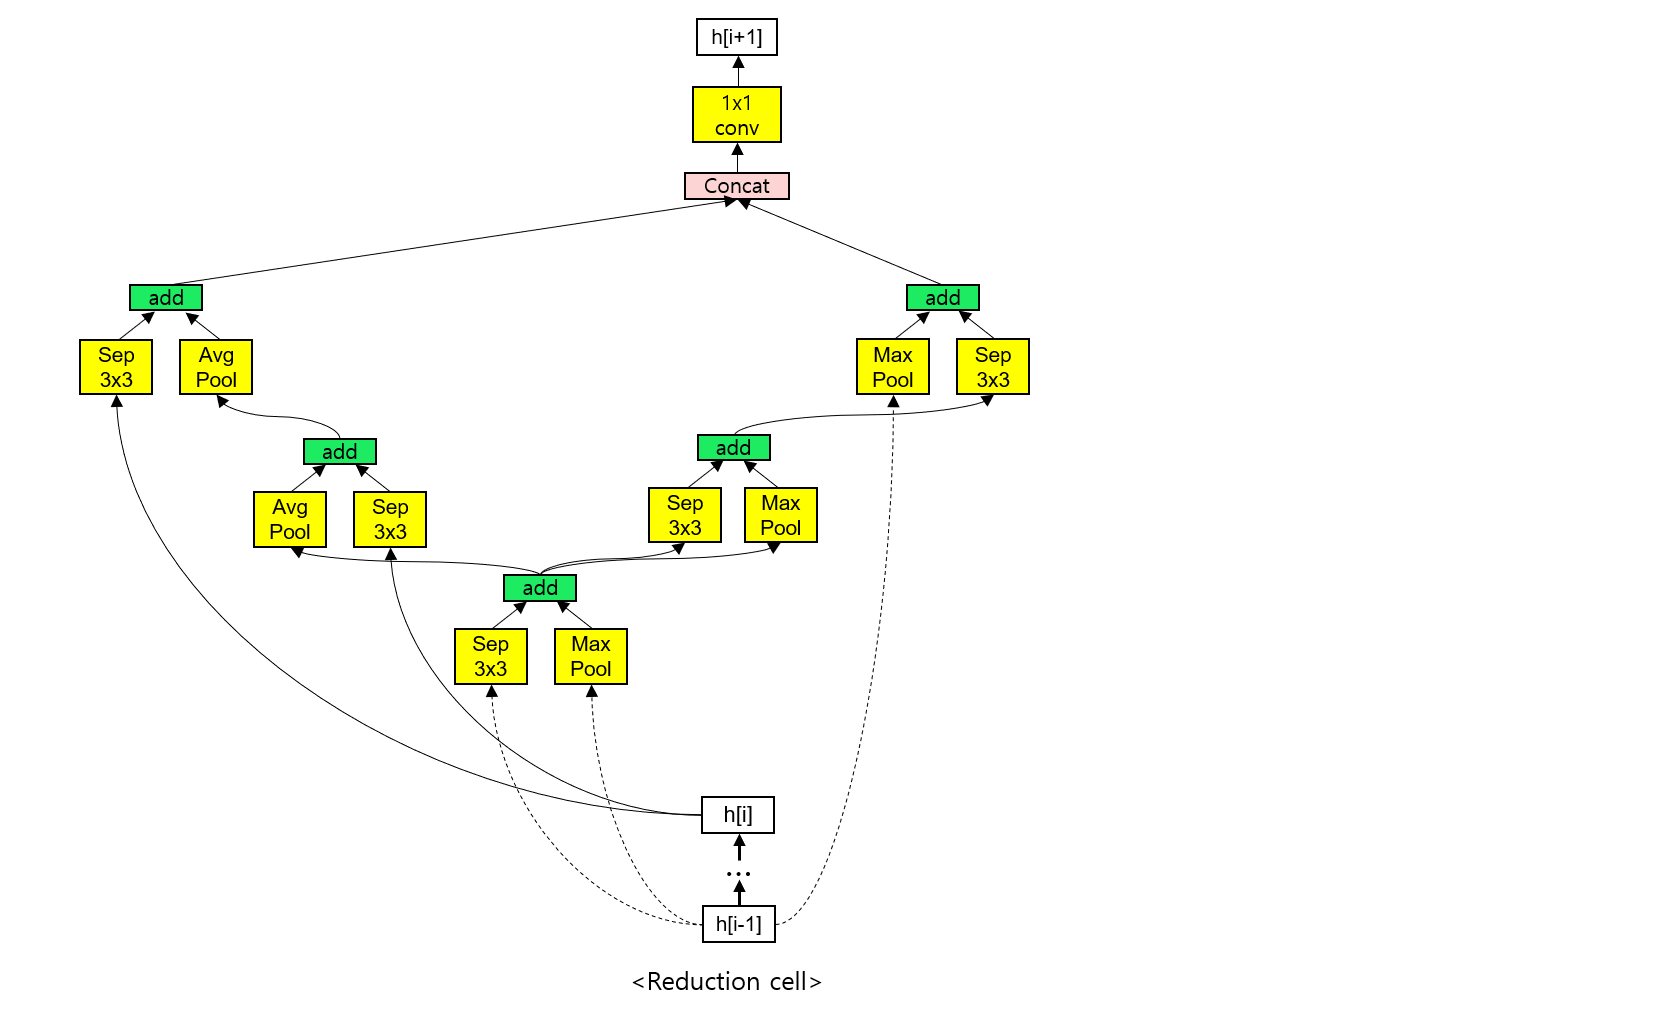 h[i+1]
1x1
conv
Concat
add
add
Sep
3x3
Avg
Pool
Max
Pool
Sep
3x3
add
add
Avg
Pool
Sep
3x3
Sep
3x3
Max
Pool
add
Sep
3x3
Max
Pool
h[i]
...
h[i-1]
<Reduction cell>